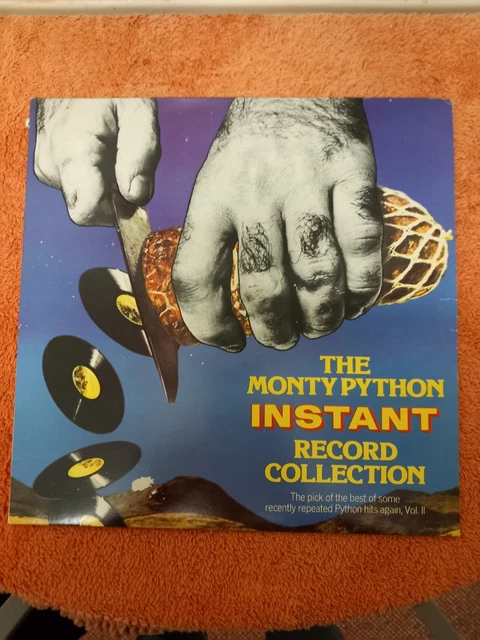 THE
MONTY PYTHON
INSTANT
RECORD
COLLECTION
The pick of the best of some
recently repeated Python hits again, Vol. II